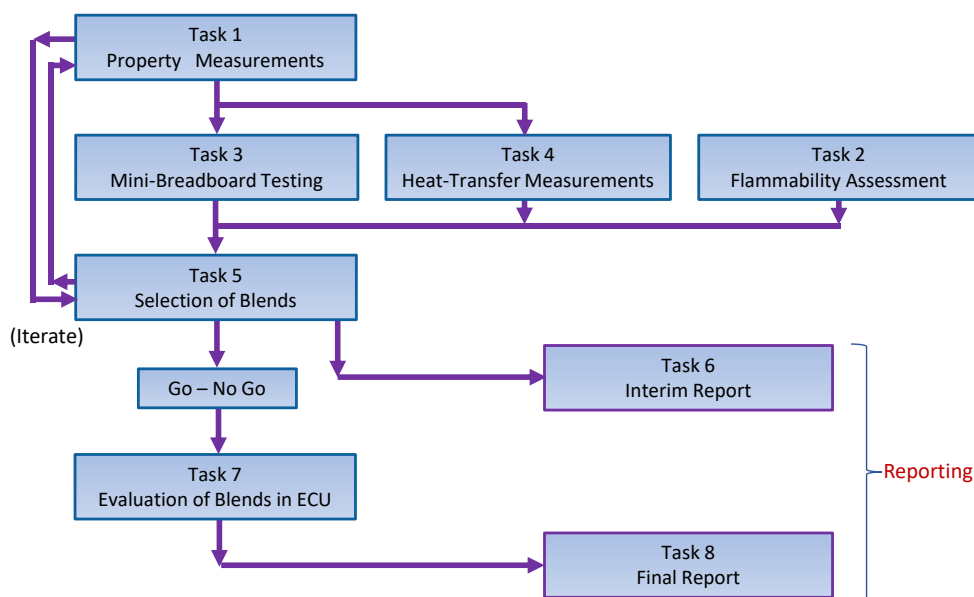 Task 1
Property Measurements
Task 3
Mini-Breadboard Testing
Task 4
Heat-Transfer Measurements
Task 2
Flammability Assessment
Task 5
Selection of Blends
(Iterate)
Go – No Go
Task 6
Interim Report
Task 7
Evaluation of Blends in ECU
Reporting
Task 8
Final Report